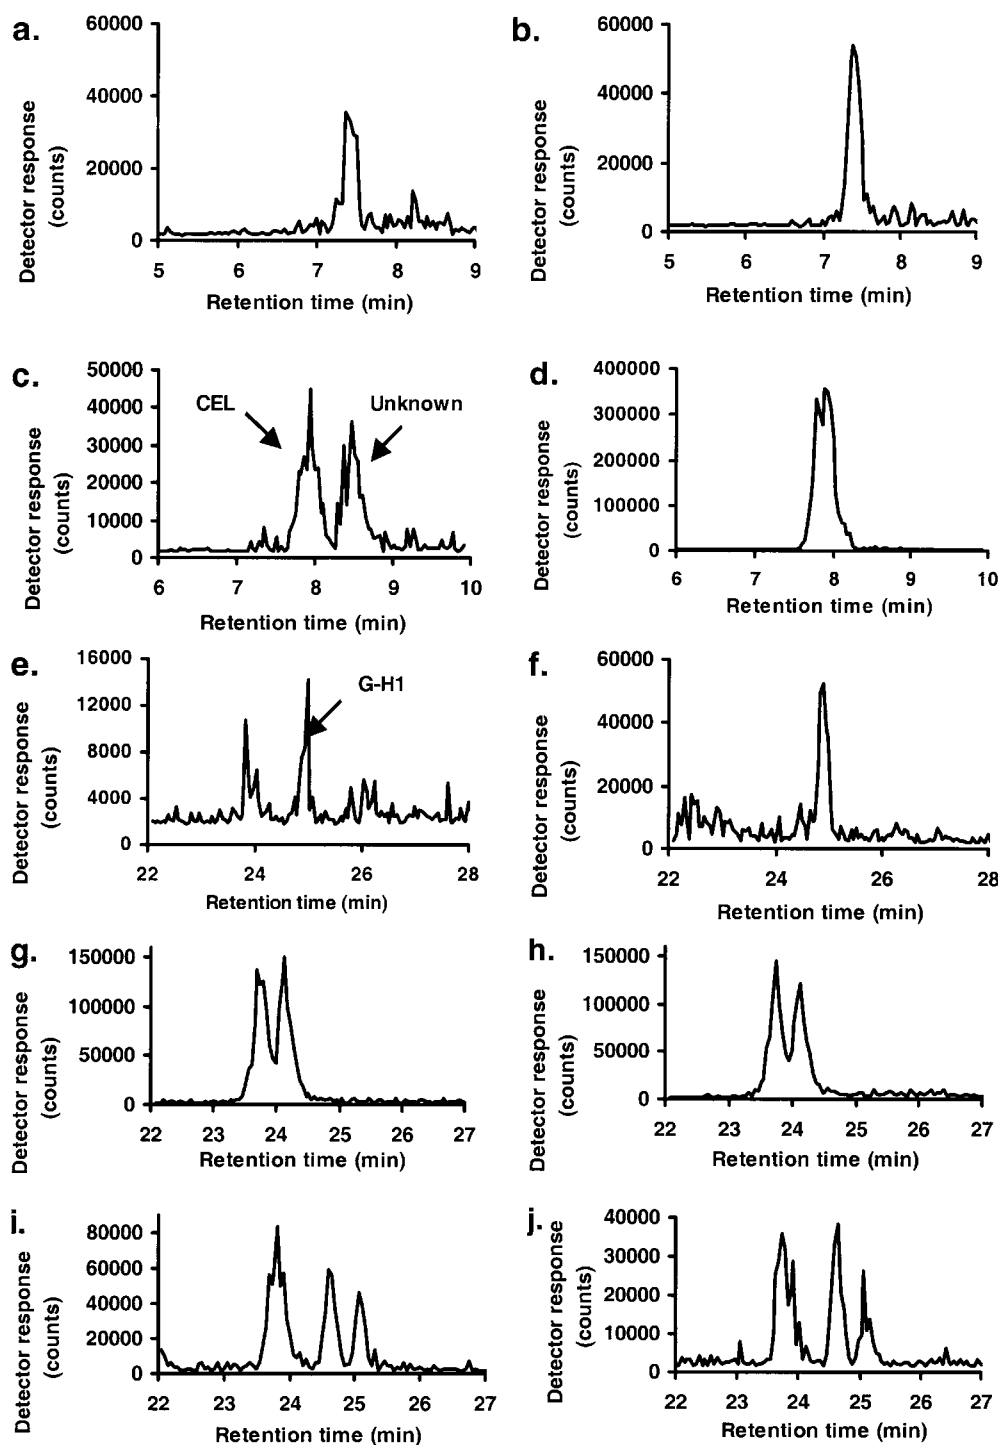 a.
60000
40000
20000
0
5 6 7 8 9
Detector response
(counts)
Retention time (min)
b.
60000
40000
20000
0
5 6 7 8 9
Detector response
(counts)
Retention time (min)
c.
50000
40000
30000
20000
10000
0
6 7 8 9 10
CEL
Unknown
Detector response
(counts)
Retention time (min)
d.
400000
300000
200000
100000
0
6 7 8 9 10
Detector response
(counts)
Retention time (min)
e.
16000
12000
8000
4000
0
22 24 26 28
G-H1
Detector response
(counts)
Retention time (min)
f.
60000
40000
20000
0
22 24 26 28
Detector response
(counts)
Retention time (min)
g.
150000
100000
50000
0
22 23 24 25 26 27
Detector response
(counts)
Retention time (min)
h.
150000
100000
50000
0
22 23 24 25 26 27
Detector response
(counts)
Retention time (min)
i.
80000
60000
40000
20000
0
22 23 24 25 26 27
Detector response
(counts)
Retention time (min)
j.
40000
30000
20000
10000
0
22 23 24 25 26 27
Detector response
(counts)
Retention time (min)